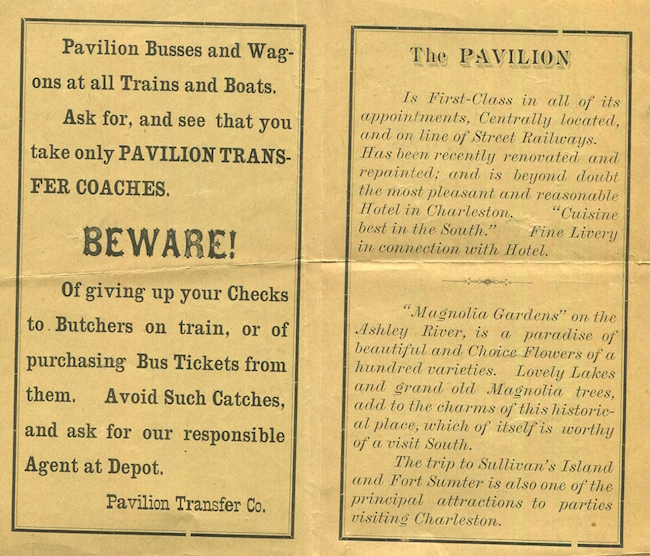 Pavilion Busses and Wag-
ons at all Trains and Boats.
Ask for, and see that you
take only PAVILION TRANS-
FER COACHES.
BEWARE!
Of giving up your Checks
to Butchers on train, or of
purchasing Bus Tickets from
them. Avoid Such Catches,
and ask for our responsible
Agent at Depot.
Pavilion Transfer Co.
The PAVILION
Is First-Class in all of its
appointments, Centrally located,
and on line of Street Railways.
Has been recently renovated and
repainted; and is beyond doubt
the most pleasant and reasonable
Hotel in Charleston. "Cuisine
best in the South." Fine Livery
in connection with Hotel.
"Magnolia Gardens" on the
Ashley River, is a paradise of
beautiful and Choice Flowers of a
hundred varieties. Lovely Lakes
and grand old Magnolia trees,
add to the charms of this historic-
al place, which of itself is worthy
of a visit South.
The trip to Sullivan's Island
and Fort Sumter is also one of the
principal attractions to parties
visiting Charleston.